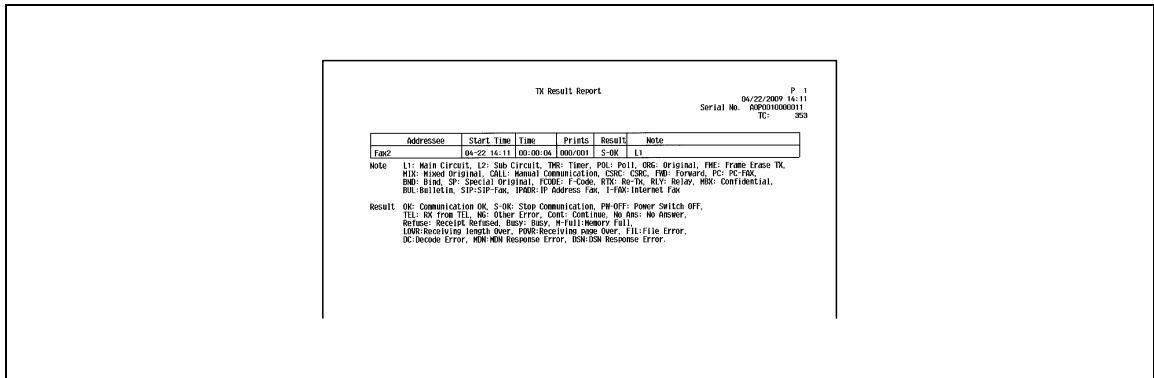 TX Result Report
P 1
04/22/2009 14:11
Serial No. A0P0010000011
TC: 353
Addressee Start Time Time Prints Result Note
Fax2 04-22 14:11 00:00:04 000/001 S-OK L1
Note L1: Main Circuit, L2: Sub Circuit, TMR: Timer, POL: Poll, ORG: Original, FME: Frame Erase TX,
MIX: Mixed Original, CALL: Manual Communication, CSRC: CSRC, FWD: Forward, PC: PC-FAX,
BND: Bind, SP: Special Original, FCODE: F-Code, RTX: Re-Tx, RLY: Relay, MBX: Confidential,
BUL:Bulletin, SIP:SIP-Fax, IPADR:IP Address Fax, I-FAX:Internet Fax
Result OK: Communication OK, S-OK: Stop Communication, PW-OFF: Power Switch OFF,
TEL: RX from TEL, NG: Other Error, Cont: Continue, No Ans: No Answer,
Refuse: Receipt Refused, Busy: Busy, M-Full:Memory Full,
LOVR:Receiving length Over, POVR:Receiving page Over, FIL:File Error,
DC:Decode Error, MDN:MDN Response Error, DSN:DSN Response Error.